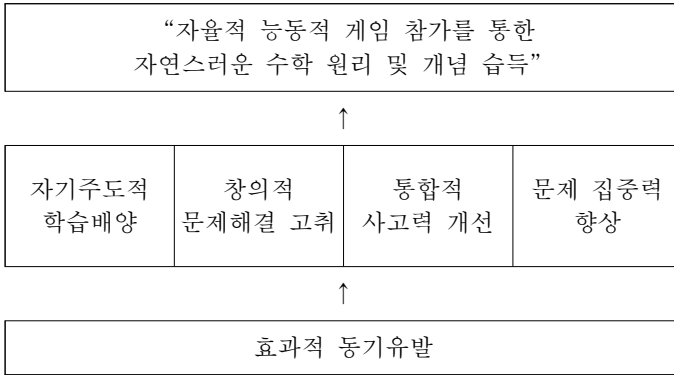 “자율적 능동적 게임 참가를 통한
자연스러운 수학 원리 및 개념 습득”
↑
자기주도적
학습배양
창의적
문제해결 고취
통합적
사고력 개선
문제 집중력
향상
↑
효과적 동기유발